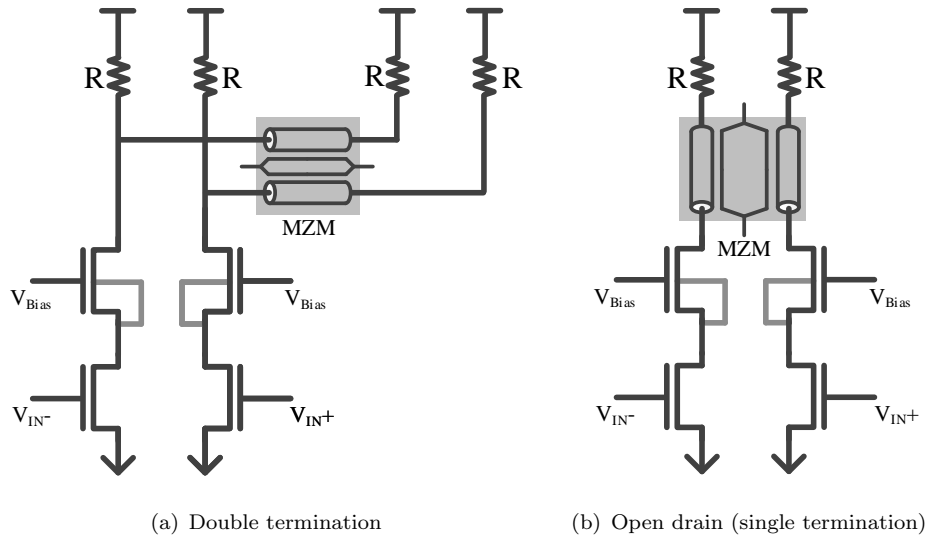 R R R R R R
MZM
MZM
V_Bias V_Bias V_Bias V_Bias
V_IN- V_IN+ V_IN- V_IN+
(a) Double termination (b) Open drain (single termination)